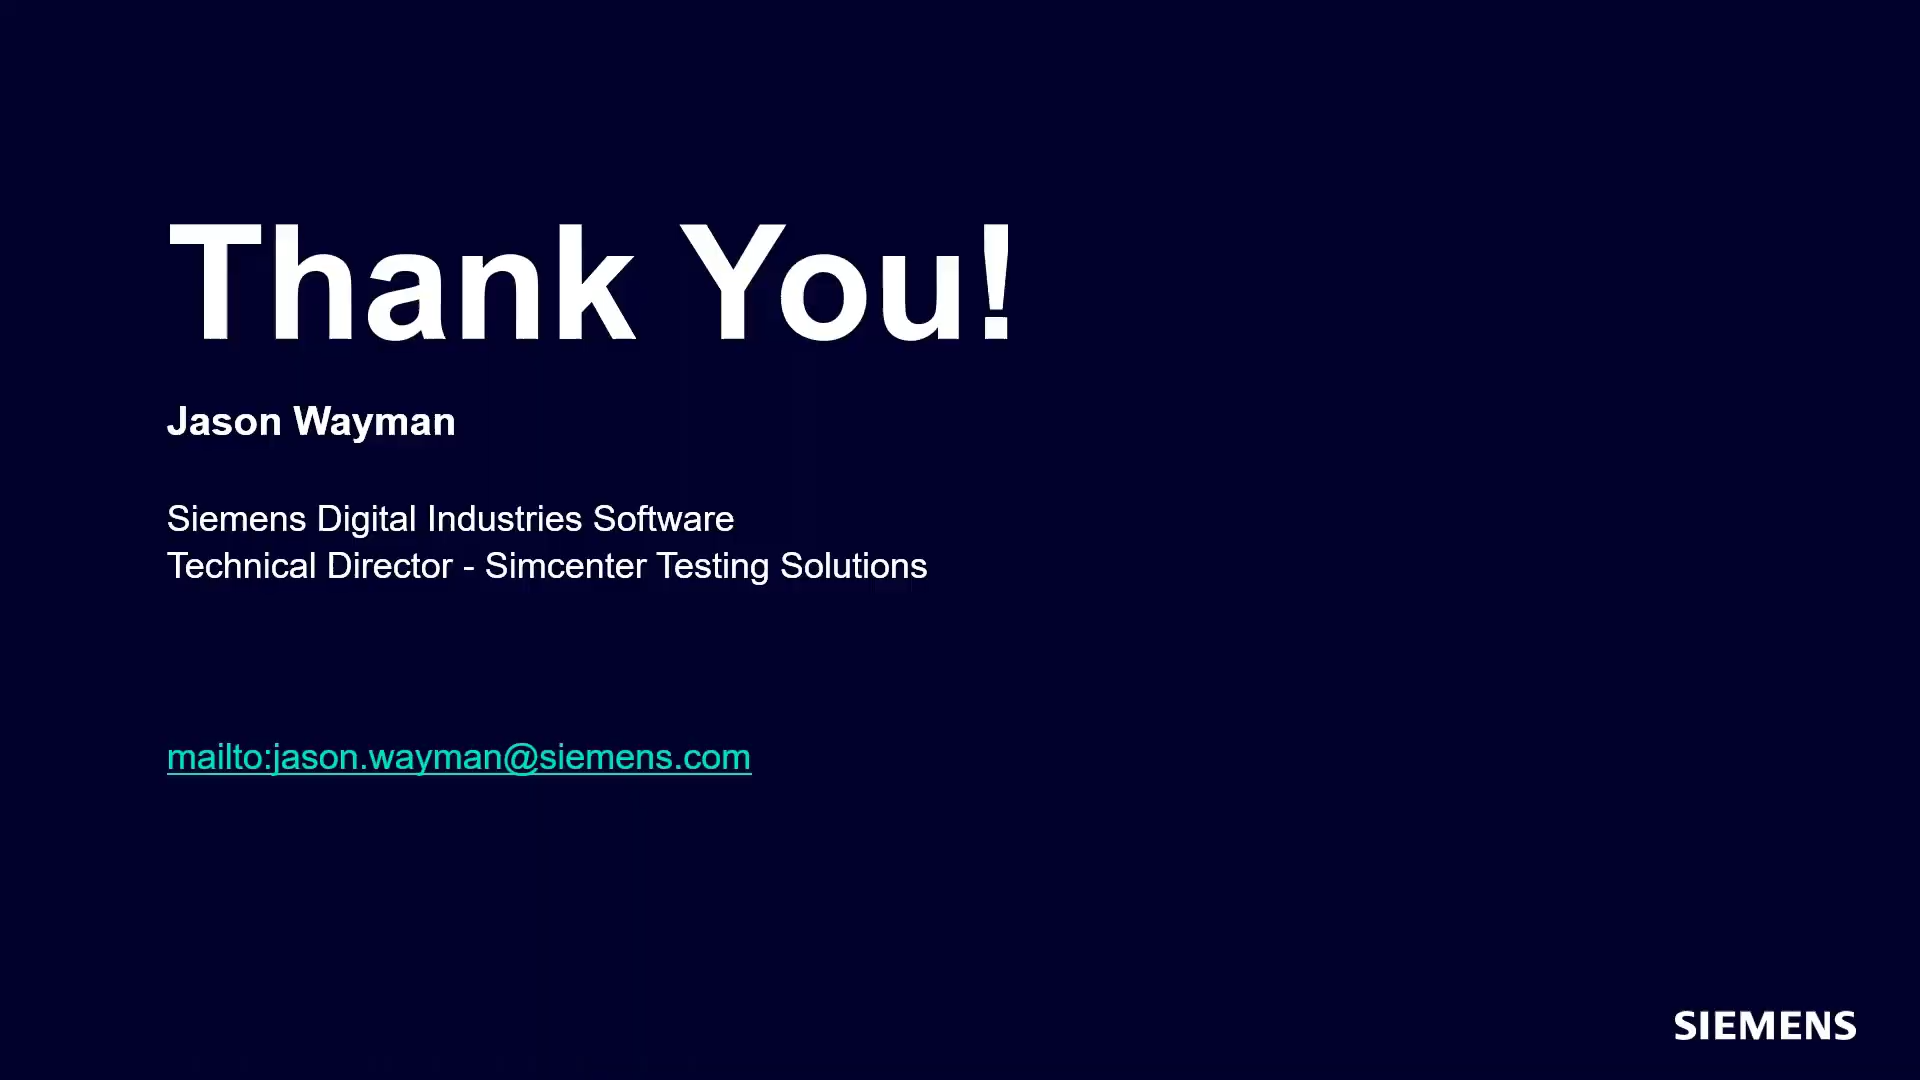 Thank You!
Jason Wayman
Siemens Digital Industries Software
Technical Director - Simcenter Testing Solutions
mailto:jason.wayman@siemens.com
SIEMENS